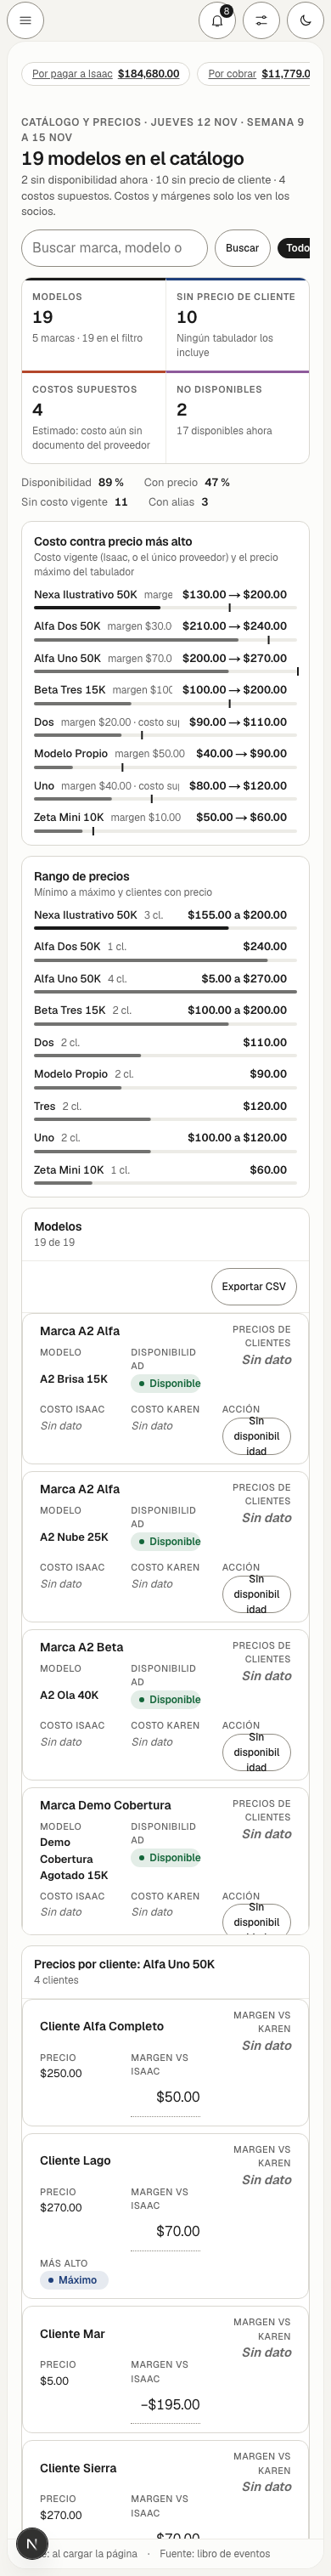 8
Por pagar a Isaac $184,680.00 Por cobrar $11,779.0
CATÁLOGO Y PRECIOS · JUEVES 12 NOV · SEMANA 9
A 15 NOV
19 modelos en el catálogo
2 sin disponibilidad ahora · 10 sin precio de cliente · 4
costos supuestos. Costos y márgenes solo los ven los
socios.
Buscar marca, modelo o Buscar Todo
MODELOS
19
5 marcas · 19 en el filtro
SIN PRECIO DE CLIENTE
10
Ningún tabulador los
incluye
COSTOS SUPUESTOS
4
Estimado: costo aún sin
documento del proveedor
NO DISPONIBLES
2
17 disponibles ahora
Disponibilidad 89 % Con precio 47 %
Sin costo vigente 11 Con alias 3
Costo contra precio más alto
Costo vigente (Isaac, o el único proveedor) y el precio
máximo del tabulador
Nexa Ilustrativo 50K marge $130.00 → $200.00
Alfa Dos 50K margen $30.0 $210.00 → $240.00
Alfa Uno 50K margen $70.0 $200.00 → $270.00
Beta Tres 15K margen $100 $100.00 → $200.00
Dos margen $20.00 · costo sup $90.00 → $110.00
Modelo Propio margen $50.00 $40.00 → $90.00
Uno margen $40.00 · costo sup $80.00 → $120.00
Zeta Mini 10K margen $10.00 $50.00 → $60.00
Rango de precios
Mínimo a máximo y clientes con precio
Nexa Ilustrativo 50K 3 cl. $155.00 a $200.00
Alfa Dos 50K 1 cl. $240.00
Alfa Uno 50K 4 cl. $5.00 a $270.00
Beta Tres 15K 2 cl. $100.00 a $200.00
Dos 2 cl. $110.00
Modelo Propio 2 cl. $90.00
Tres 2 cl. $120.00
Uno 2 cl. $100.00 a $120.00
Zeta Mini 10K 1 cl. $60.00
Modelos
19 de 19
Exportar CSV
Marca A2 Alfa
PRECIOS DE
CLIENTES
Sin dato
MODELO
A2 Brisa 15K
DISPONIBILID
AD
Disponible
COSTO ISAAC
Sin dato
COSTO KAREN
Sin dato
ACCIÓN
Sin
disponibil
idad
Marca A2 Alfa
PRECIOS DE
CLIENTES
Sin dato
MODELO
A2 Nube 25K
DISPONIBILID
AD
Disponible
COSTO ISAAC
Sin dato
COSTO KAREN
Sin dato
ACCIÓN
Sin
disponibil
idad
Marca A2 Beta
PRECIOS DE
CLIENTES
Sin dato
MODELO
A2 Ola 40K
DISPONIBILID
AD
Disponible
COSTO ISAAC
Sin dato
COSTO KAREN
Sin dato
ACCIÓN
Sin
disponibil
idad
Marca Demo Cobertura
PRECIOS DE
CLIENTES
Sin dato
MODELO
Demo
Cobertura
Agotado 15K
DISPONIBILID
AD
Disponible
COSTO ISAAC
Sin dato
COSTO KAREN
Sin dato
ACCIÓN
Sin
disponibil
Precios por cliente: Alfa Uno 50K
4 clientes
Cliente Alfa Completo
MARGEN VS
KAREN
Sin dato
PRECIO
$250.00
MARGEN VS
ISAAC
$50.00
Cliente Lago
MARGEN VS
KAREN
Sin dato
PRECIO
$270.00
MARGEN VS
ISAAC
$70.00
MÁS ALTO
Máximo
Cliente Mar
MARGEN VS
KAREN
Sin dato
PRECIO
$5.00
MARGEN VS
ISAAC
−$195.00
Cliente Sierra
MARGEN VS
KAREN
Sin dato
PRECIO
$270.00
MARGEN VS
ISAAC
$70.00
N
al cargar la página · Fuente: libro de eventos